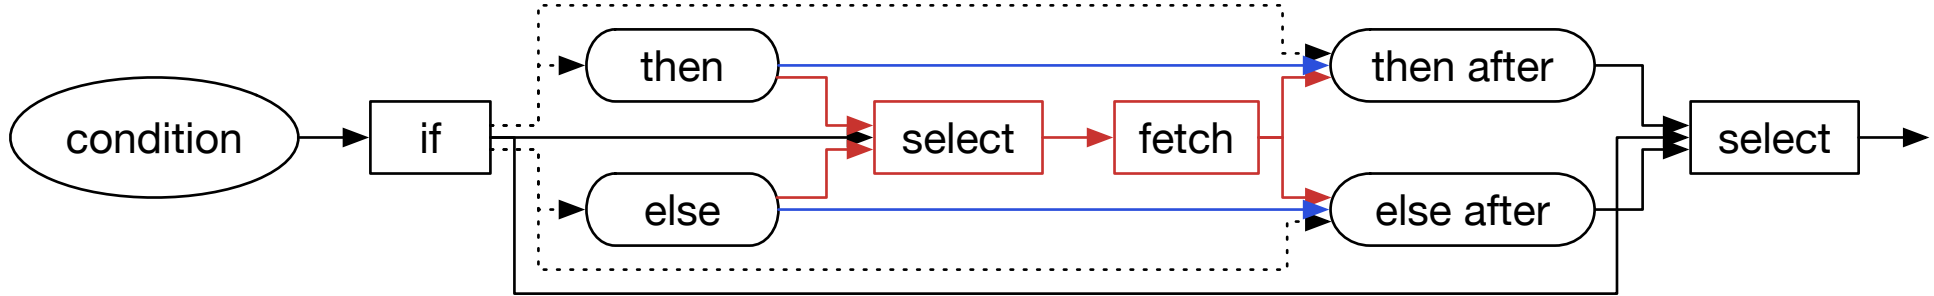 condition
if
then
else
select
fetch
then after
else after
select